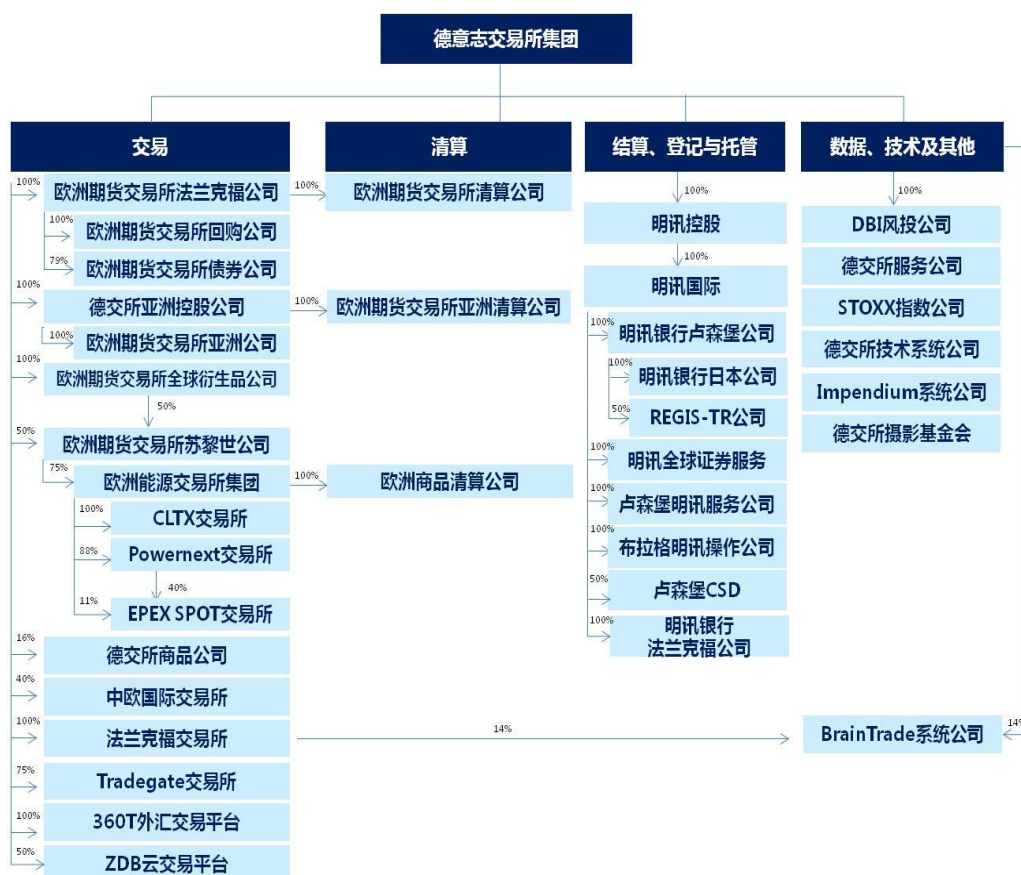 德意志交易所集团
交易
清算
结算、登记与托管
数据、技术及其他
100%
欧洲期货交易所法兰克福公司
100%
欧洲期货交易所清算公司
100%
欧洲期货交易所回购公司
79%
欧洲期货交易所债券公司
100%
德交所亚洲控股公司
100%
欧洲期货交易所亚洲清算公司
100%
欧洲期货交易所亚洲公司
100%
欧洲期货交易所全球衍生品公司
50%
50%
欧洲期货交易所苏黎世公司
75%
欧洲能源交易所集团
100%
欧洲商品清算公司
100%
CLTX交易所
88%
Powernext交易所
40%
11%
EPEX SPOT交易所
16%
德交所商品公司
40%
中欧国际交易所
100%
法兰克福交易所
14%
75%
Tradegate交易所
100%
360T外汇交易平台
50%
ZDB云交易平台
100%
明讯控股
100%
明讯国际
100%
明讯银行卢森堡公司
100%
明讯银行日本公司
50%
REGIS-TR公司
100%
明讯全球证券服务
100%
卢森堡明讯服务公司
100%
布拉格明讯操作公司
50%
卢森堡CSD
100%
明讯银行
法兰克福公司
100%
DBI风投公司
德交所服务公司
STOXX指数公司
德交所技术系统公司
Impendium系统公司
德交所摄影基金会
BrainTrade系统公司
14%